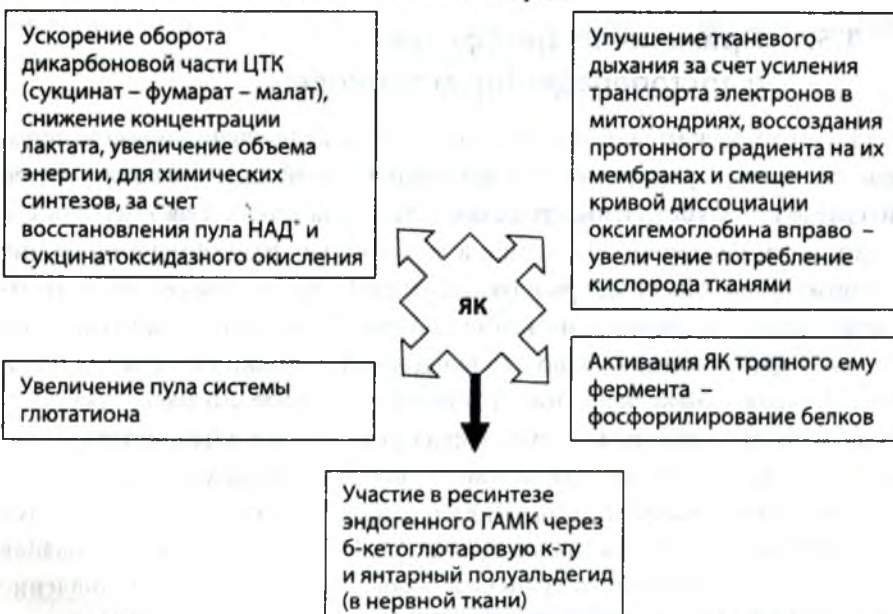 Ускорение оборота
дикарбоновой части ЦТК
(сукцинат – фумарат – малат),
снижение концентрации
лактата, увеличение объема
энергии, для химических
синтезов, за счет
восстановления пула НАД⁺ и
сукцинатоксидазного окисления
Улучшение тканевого
дыхания за счет усиления
транспорта электронов в
митохондриях, воссоздания
протонного градиента на их
мембранах и смещения
кривой диссоциации
оксигемоглобина вправо –
увеличение потребление
кислорода тканями
ЯК
Увеличение пула системы
глютатиона
Активация ЯК тропного ему
фермента –
фосфорилирование белков
Участие в ресинтезе
эндогенного ГАМК через
б-кетоглютаровую к-ту
и янтарный полуальдегид
(в нервной ткани)